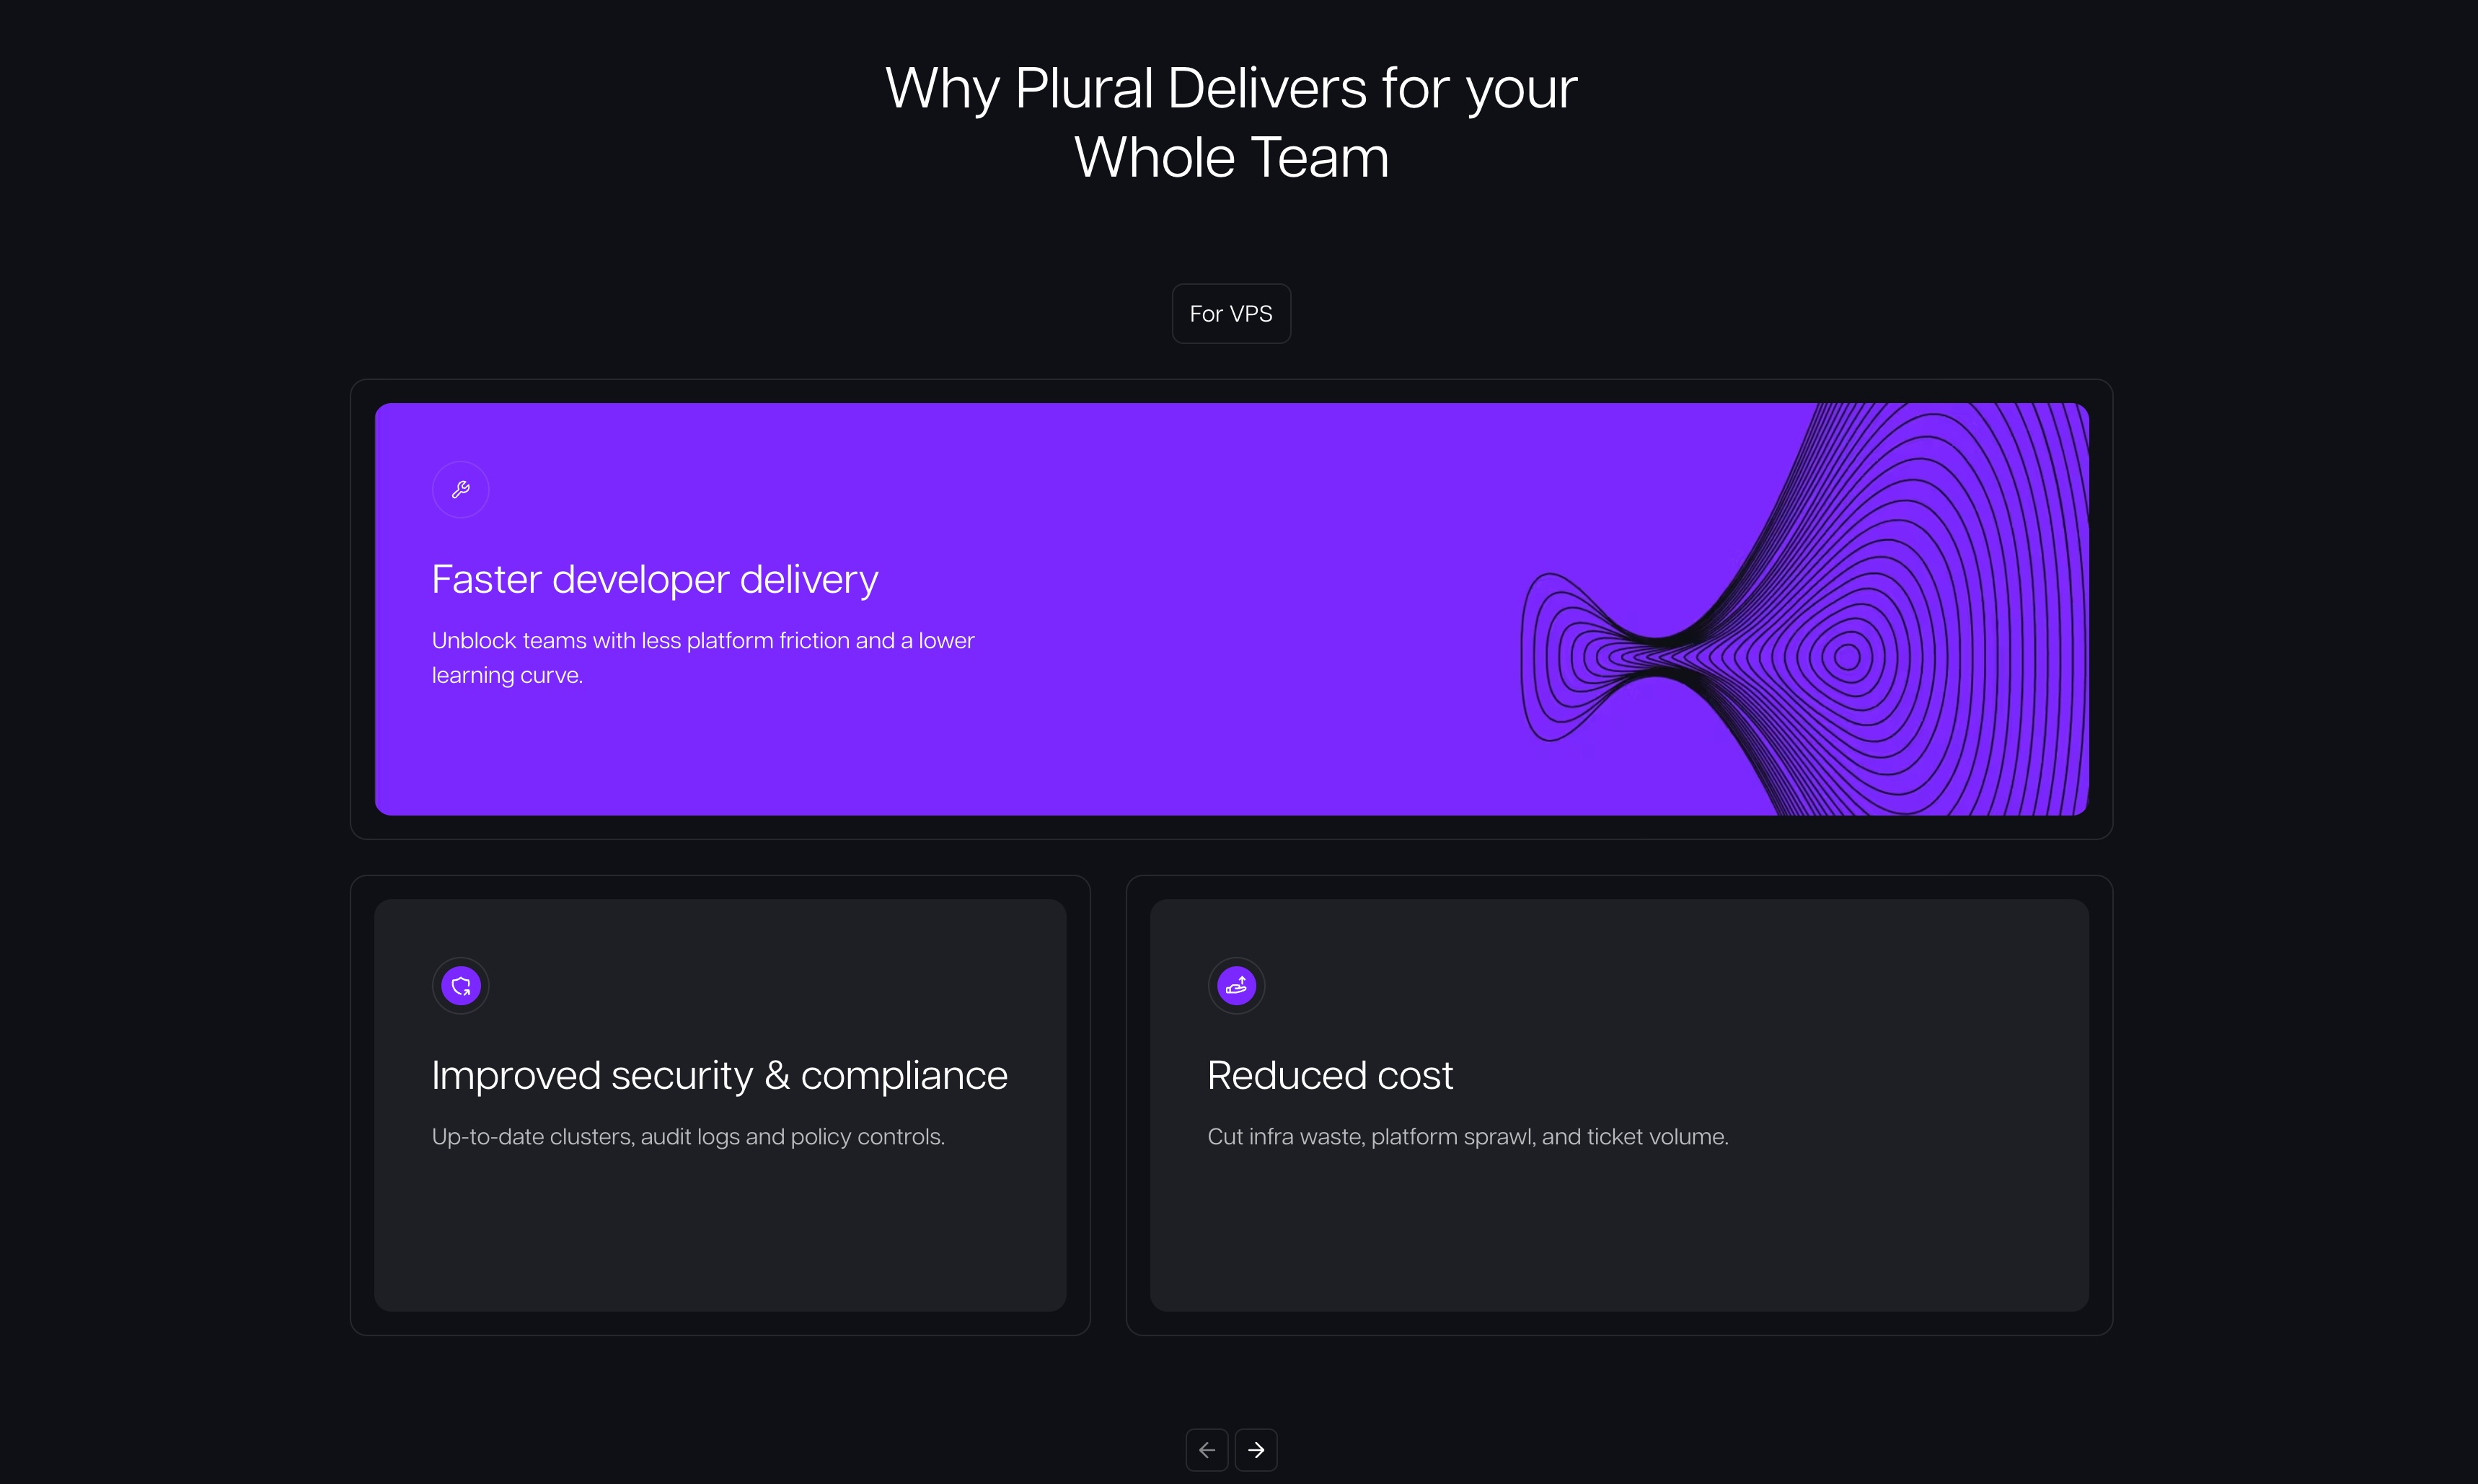 Why Plural Delivers for your
Whole Team
For VPS
Faster developer delivery
Unblock teams with less platform friction and a lower
learning curve.
Improved security & compliance
Up-to-date clusters, audit logs and policy controls.
Reduced cost
Cut infra waste, platform sprawl, and ticket volume.